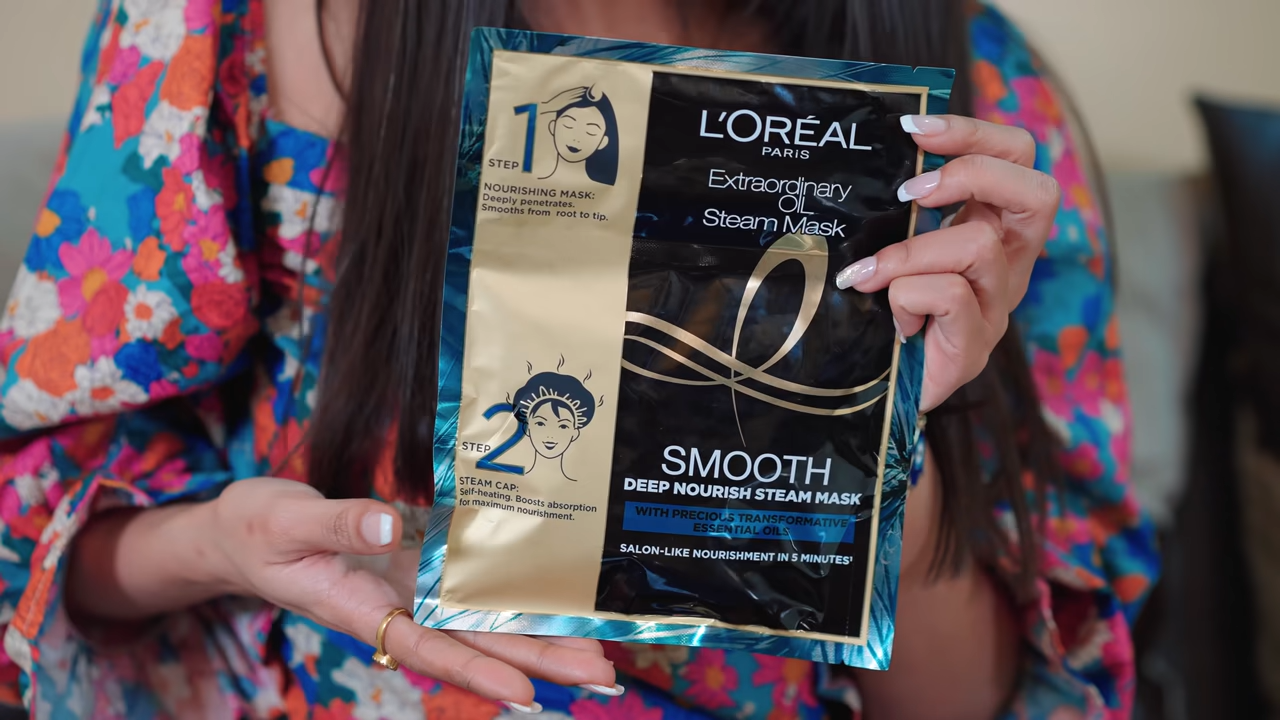 STEP 1
NOURISHING MASK:
Deeply penetrates.
Smooths from root to tip.
STEP 2
STEAM CAP:
Self-heating. Boosts absorption
for maximum nourishment.
L'ORÉAL
PARIS
Extraordinary
OIL
Steam Mask
SMOOTH
DEEP NOURISH STEAM MASK
WITH PRECIOUS TRANSFORMATIVE
ESSENTIAL OILS
SALON-LIKE NOURISHMENT IN 5 MINUTES¹